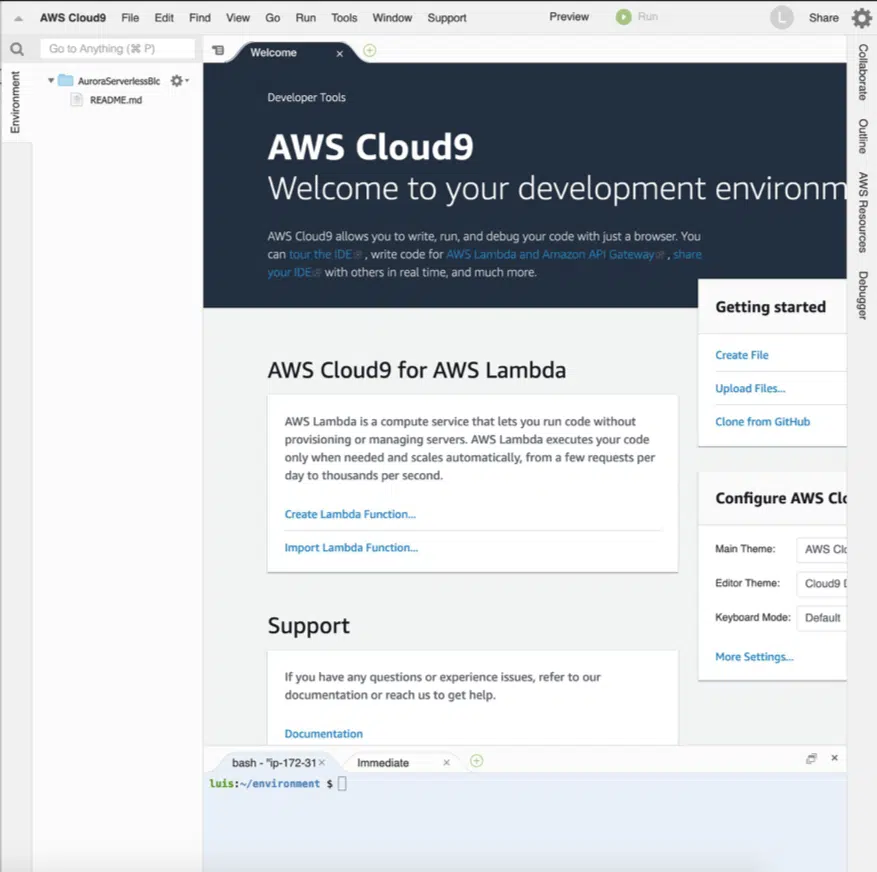 AWS Cloud9 File Edit Find View Go Run Tools Window Support Preview Run L Share
Go to Anything (⌘ P)
Welcome
Environment
AuroraServerlessBlc
README.md
Collaborate
Outline
AWS Resources
Debugger
Developer Tools
AWS Cloud9
Welcome to your development environm
AWS Cloud9 allows you to write, run, and debug your code with just a browser. You
can tour the IDE , write code for AWS Lambda and Amazon API Gateway , share
your IDE with others in real time, and much more.
Getting started
Create File
Upload Files...
Clone from GitHub
AWS Cloud9 for AWS Lambda
AWS Lambda is a compute service that lets you run code without
provisioning or managing servers. AWS Lambda executes your code
only when needed and scales automatically, from a few requests per
day to thousands per second.
Create Lambda Function...
Import Lambda Function...
Configure AWS Clo
Main Theme: AWS Clo
Editor Theme: Cloud9 D
Keyboard Mode: Default
More Settings...
Support
If you have any questions or experience issues, refer to our
documentation or reach us to get help.
Documentation
bash - "ip-172-31 Immediate
luis:~/environment $